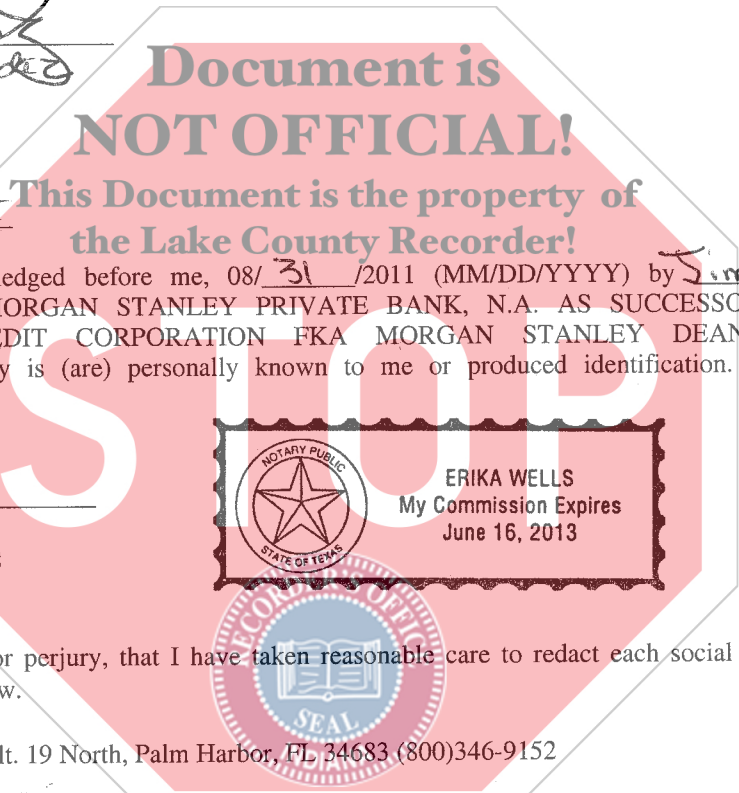 Document is
NOT OFFICIAL!
This Document is the property of
the Lake County Recorder!
ledged before me, 08/ 31 /2011 (MM/DD/YYYY) by
MORGAN STANLEY PRIVATE BANK, N.A. AS SUCCESSO
EDIT CORPORATION FKA MORGAN STANLEY DEAN
y is (are) personally known to me or produced identification.
STOP
NOTARY PUBLIC
STATE OF TEXAS
ERIKA WELLS
My Commission Expires
June 16, 2013
RECORDER'S OFFICE
or perjury, that I have taken reasonable care to redact each social
w.
SEAL
INDIANA
lt. 19 North, Palm Harbor, FL 34683 (800)346-9152